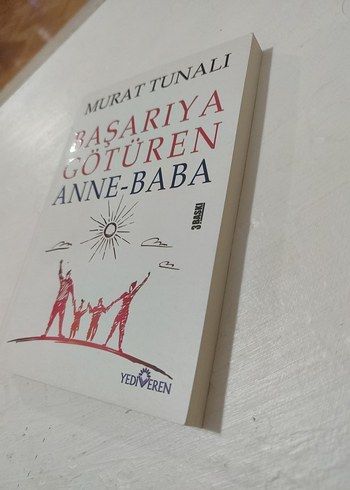 MURAT TUNALI
BAŞARIYA
GÖTÜREN
ANNE-BABA
3.BASKI
YEDİVEREN